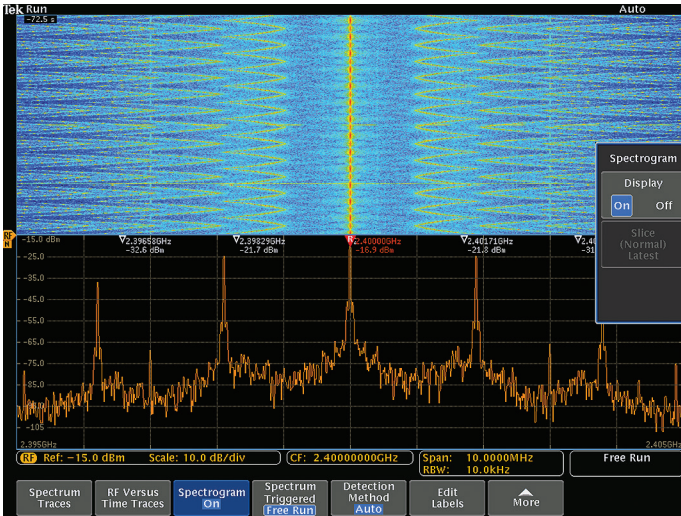 Tek Run Auto
-72.5 s
Spectrogram
Display
On Off
Slice
(Normal)
Latest
RF
N
-15.0 dBm
2.39658GHz 2.39829GHz R 2.40000GHz 2.40171GHz 2.40
-32.6 dBm -21.7 dBm -16.9 dBm -21.8 dBm -31
-25.0
-35.0
-45.0
-55.0
-65.0
-75.0
-85.0
-105
2.395GHz 2.405GHz
RF Ref: -15.0 dBm Scale: 10.0 dB/div CF: 2.40000000GHz Span: 10.0000MHz Free Run
RBW: 10.0kHz
Spectrum
Traces
RF Versus
Time Traces
Spectrogram
On
Spectrum
Triggered
Free Run
Detection
Method
Auto
Edit
Labels
More